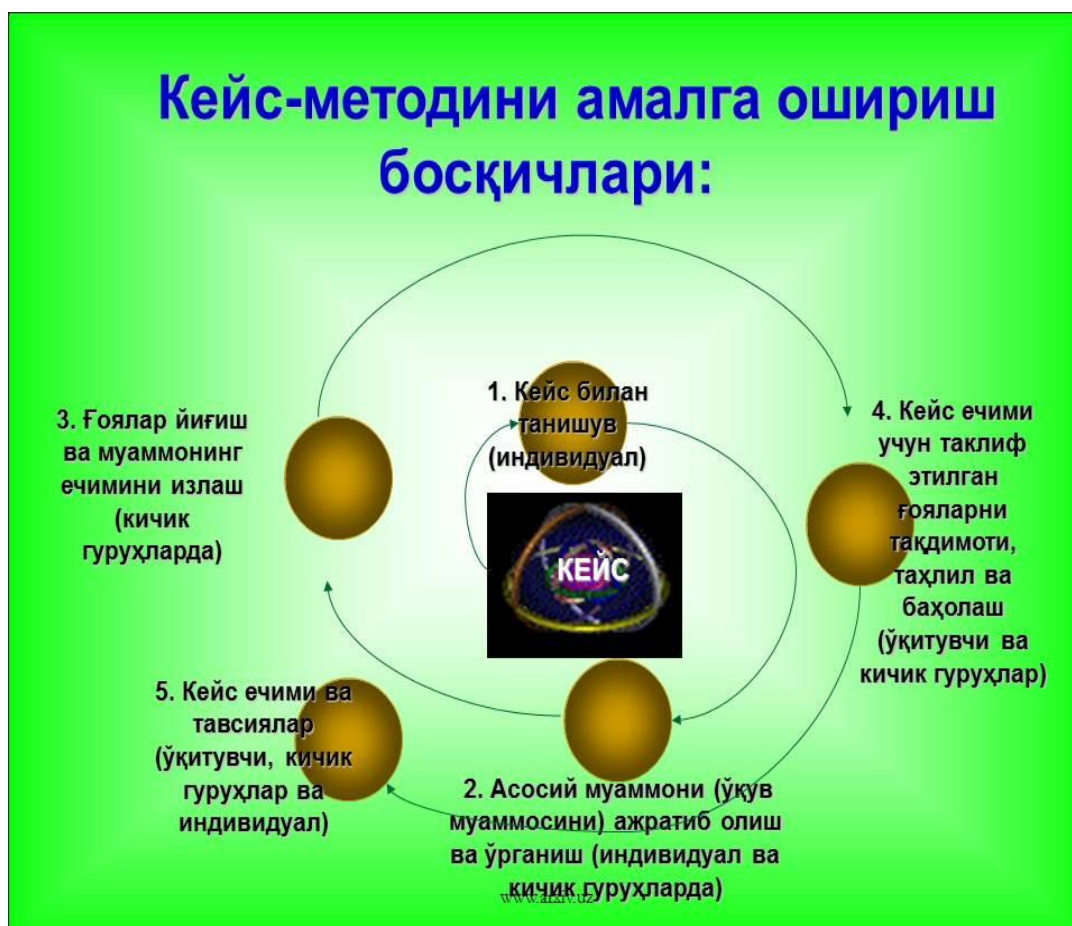 Кейс-методини амалга ошириш
босқичлари:
1. Кейс билан
танишув
(индивидуал)
КЕЙС
3. Ғоялар йиғиш
ва муаммонинг
ечимини излаш
(кичик
гуруҳларда)
4. Кейс ечими
учун таклиф
этилган
ғояларни
тақдимоти,
таҳлил ва
баҳолаш
(ўқитувчи ва
кичик гуруҳлар)
5. Кейс ечими ва
тавсиялар
(ўқитувчи, кичик
гуруҳлар ва
индивидуал)
2. Асосий муаммони (ўқув
муаммосини) ажратиб олиш
ва ўрганиш (индивидуал ва
кичик гуруҳларда)
www.arxiv.uz